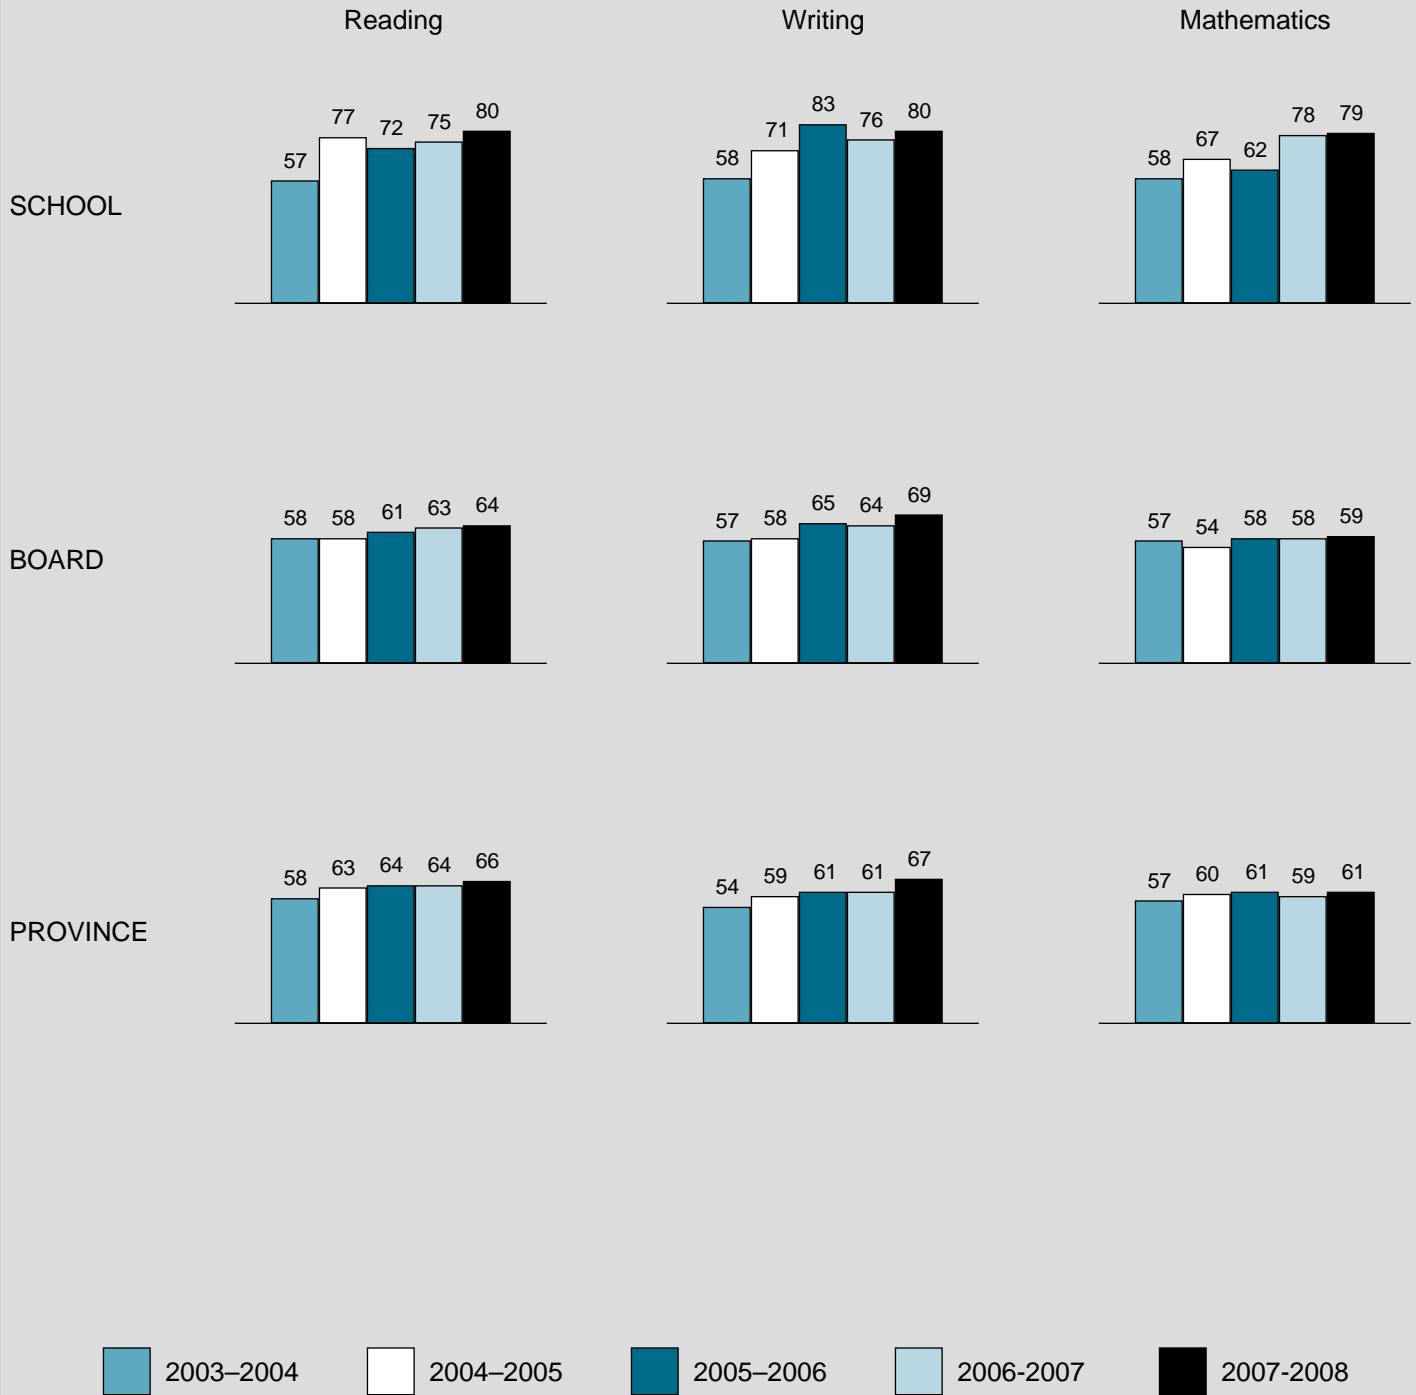 Reading Writing Mathematics
SCHOOL
57 77 72 75 80
58 71 83 76 80
58 67 62 78 79
BOARD
58 58 61 63 64
57 58 65 64 69
57 54 58 58 59
PROVINCE
58 63 64 64 66
54 59 61 61 67
57 60 61 59 61
2003–2004 2004–2005 2005–2006 2006-2007 2007-2008